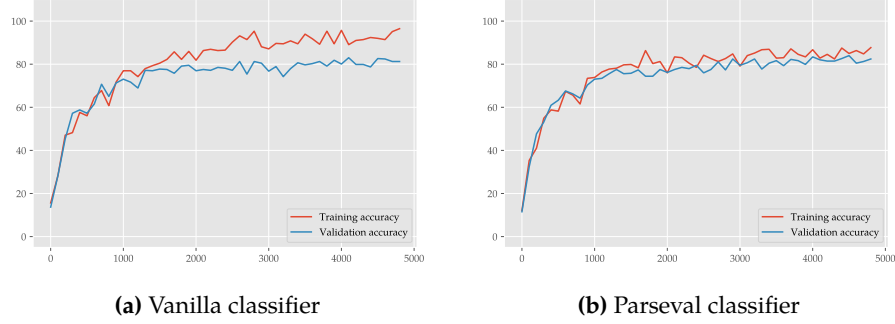 100
80
60
40
20
0
0 1000 2000 3000 4000 5000
Training accuracy
Validation accuracy
(a) Vanilla classifier
100
80
60
40
20
0
0 1000 2000 3000 4000 5000
Training accuracy
Validation accuracy
(b) Parseval classifier